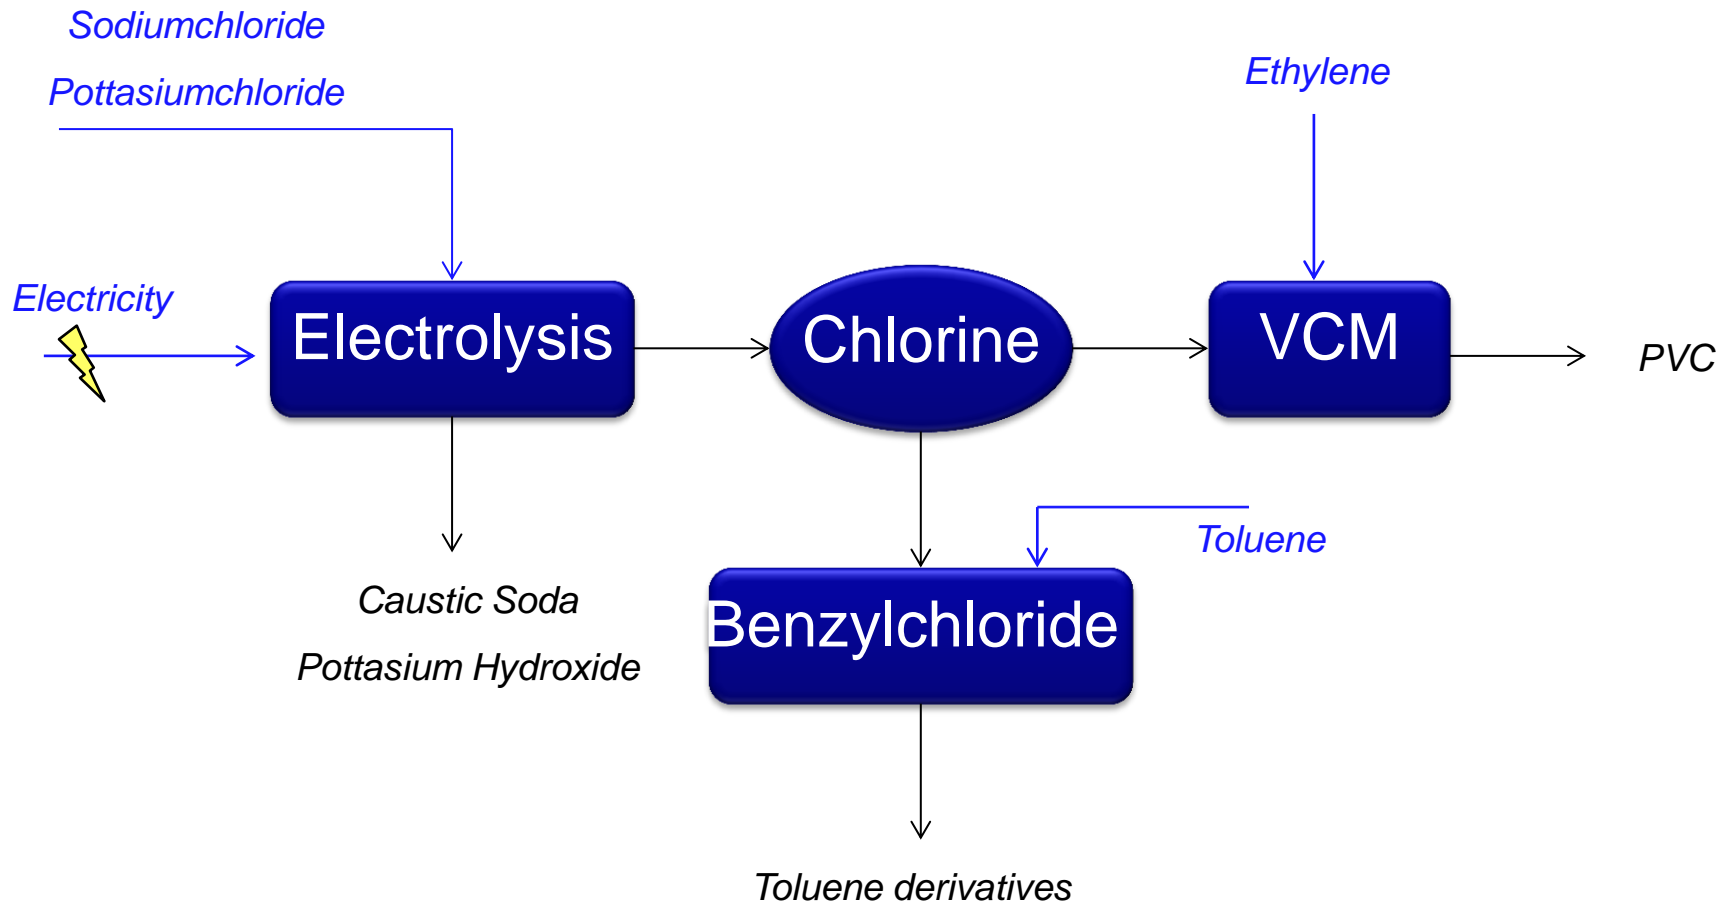 Sodiumchloride
Pottasiumchloride
Ethylene
Electricity
Electrolysis
Chlorine
VCM
PVC
Toluene
Caustic Soda
Pottasium Hydroxide
Benzylchloride
Toluene derivatives